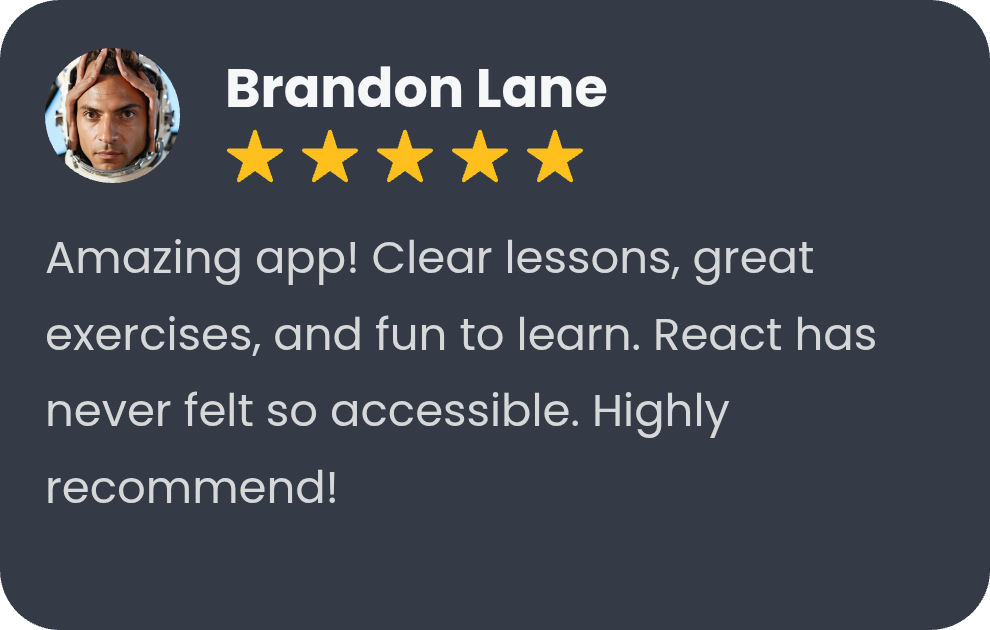 Brandon Lane
Amazing app! Clear lessons, great
exercises, and fun to learn. React has
never felt so accessible. Highly
recommend!